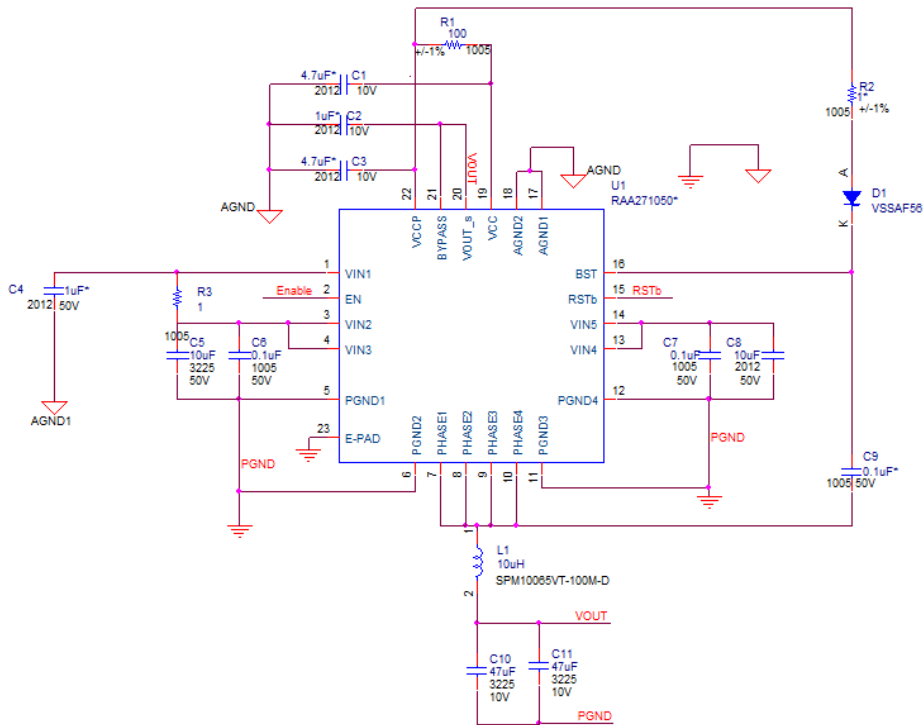 R1
100
+/-1%
1005
4.7uF*
C1
2012
10V
1uF*
C2
2012
10V
4.7uF*
C3
2012
10V
AGND
VOUT
AGND
U1
RAA271050*
R2
1*
1005
+/-1%
A
D1
VSSAF56
K
22
21
20
19
18
17
VCCP
BYPASS
VOUT_s
VCC
AGND2
AGND1
C4
1uF*
2012
50V
AGND1
R3
1
1005
Enable
1
VIN1
2
EN
3
VIN2
4
VIN3
5
PGND1
23
E-PAD
BST
16
RSTb
15
RSTb
VIN5
14
VIN4
13
PGND4
12
C5
10uF
3225
50V
C6
0.1uF
1005
50V
C7
0.1uF
1005
50V
C8
10uF
2012
50V
PGND
PGND
PGND2
PHASE1
PHASE2
PHASE3
PHASE4
PGND3
6
7
8
9
10
11
C9
0.1uF*
1005
50V
1
L1
10uH
SPM10065VT-100M-D
2
VOUT
C10
47uF
3225
10V
C11
47uF
3225
10V
PGND